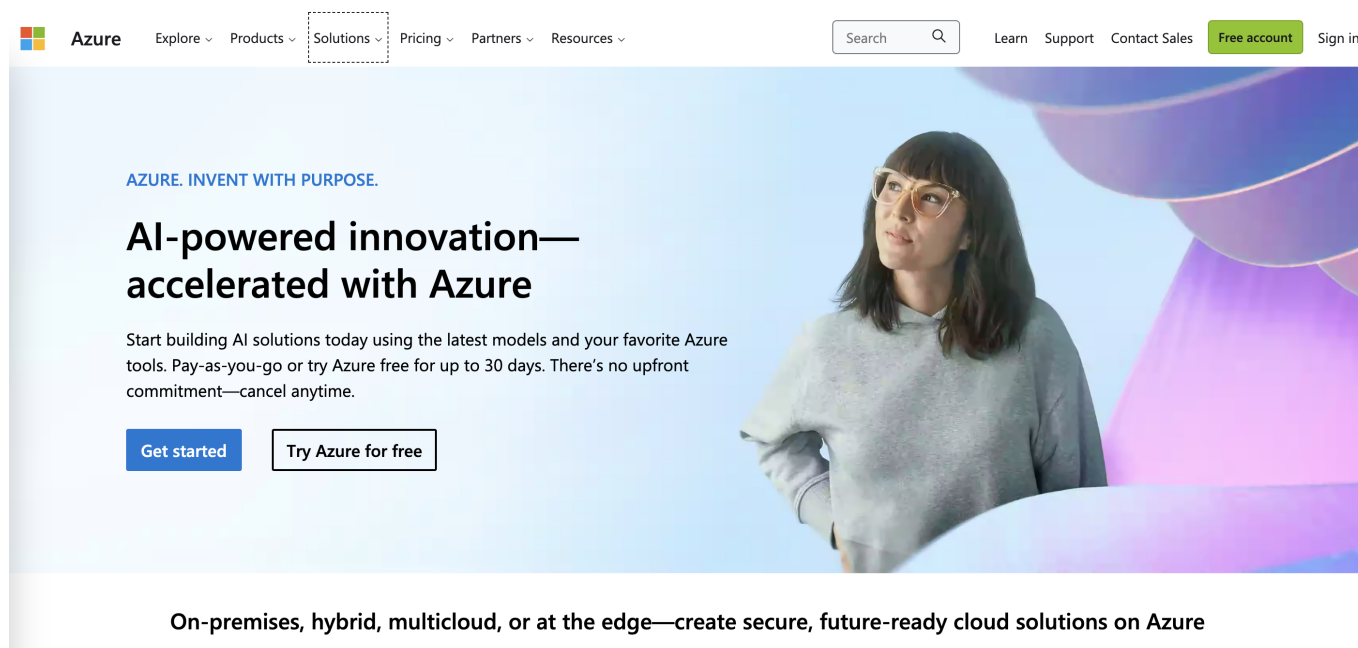 Azure Explore Products Solutions Pricing Partners Resources Search Learn Support Contact Sales Free account Sign in
AZURE. INVENT WITH PURPOSE.
AI-powered innovation—
accelerated with Azure
Start building AI solutions today using the latest models and your favorite Azure
tools. Pay-as-you-go or try Azure free for up to 30 days. There's no upfront
commitment—cancel anytime.
Get started Try Azure for free
On-premises, hybrid, multicloud, or at the edge—create secure, future-ready cloud solutions on Azure